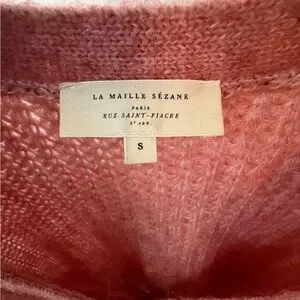 LA MAILLE SÉZANE
PARIS
RUE SAINT-FIACRE
2ᵉ ARR.
S